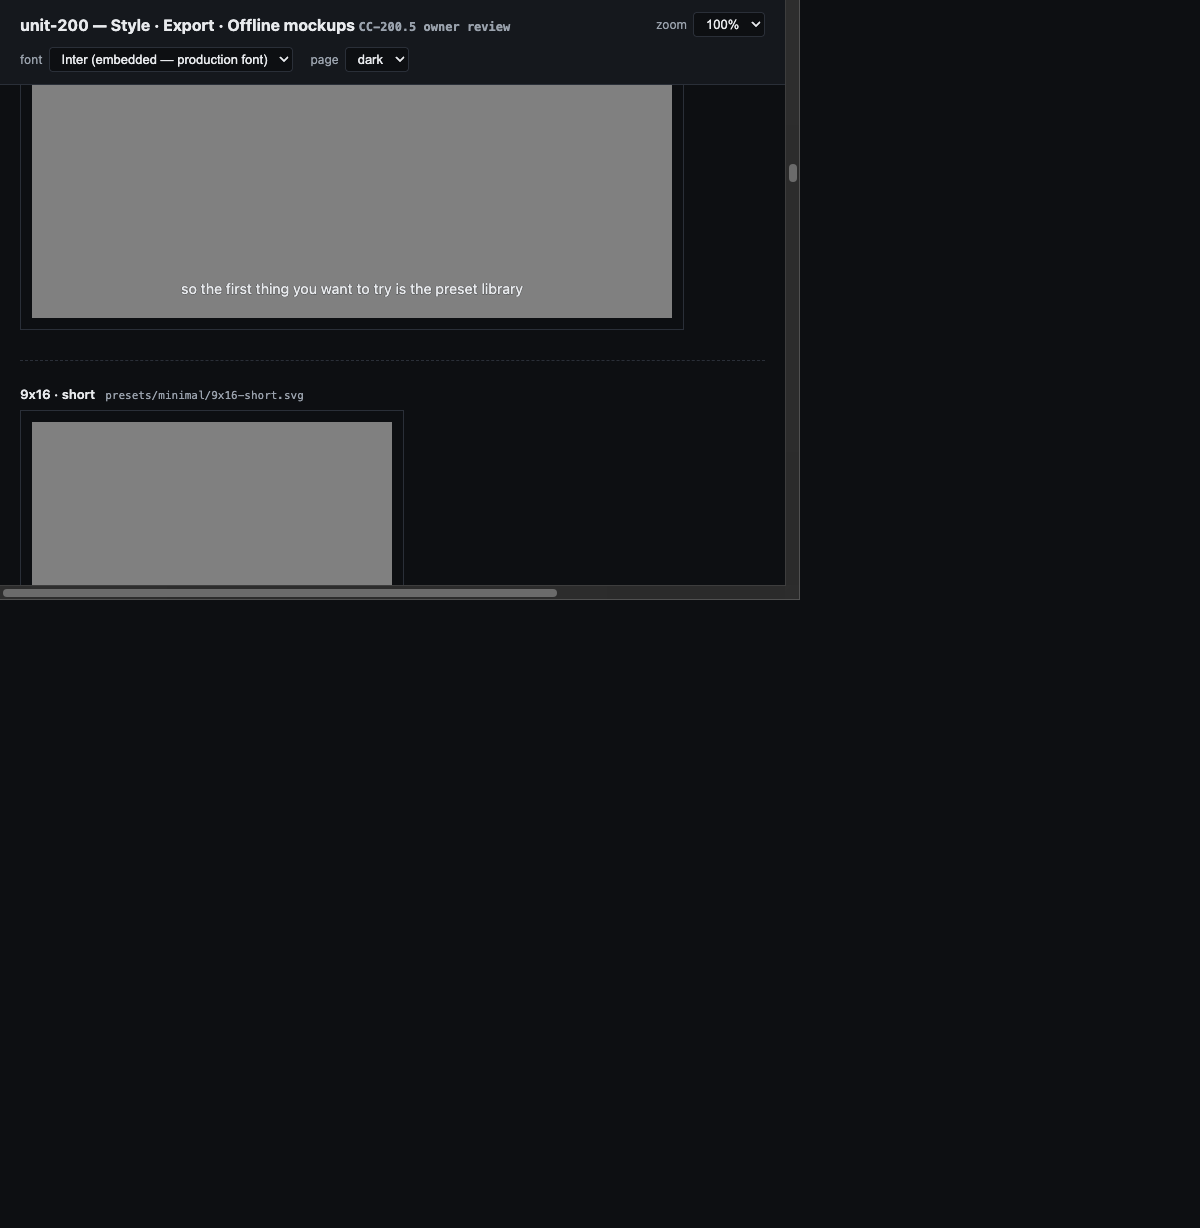 unit-200 — Style · Export · Offline mockups CC-200.5 owner review
zoom 100%
font Inter (embedded — production font) page dark
so the first thing you want to try is the preset library
9x16 · short presets/minimal/9x16-short.svg